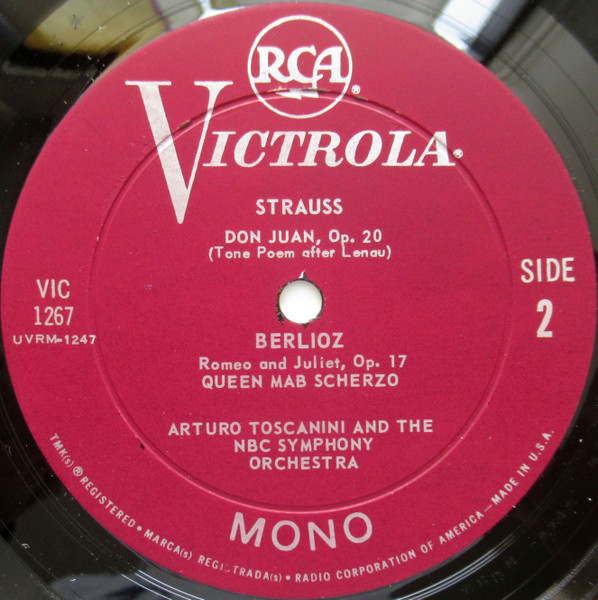 RCA®
VICTROLA®
STRAUSS
DON JUAN, Op. 20
(Tone Poem after Lenau)
VIC
1267
UVRM-1247
SIDE
2
BERLIOZ
Romeo and Juliet, Op. 17
QUEEN MAB SCHERZO
ARTURO TOSCANINI AND THE
NBC SYMPHONY
ORCHESTRA
MONO
TMK(s) ® REGISTERED • MARCA(s) REGISTRADA(s) • RADIO CORPORATION OF AMERICA—MADE IN U.S.A.